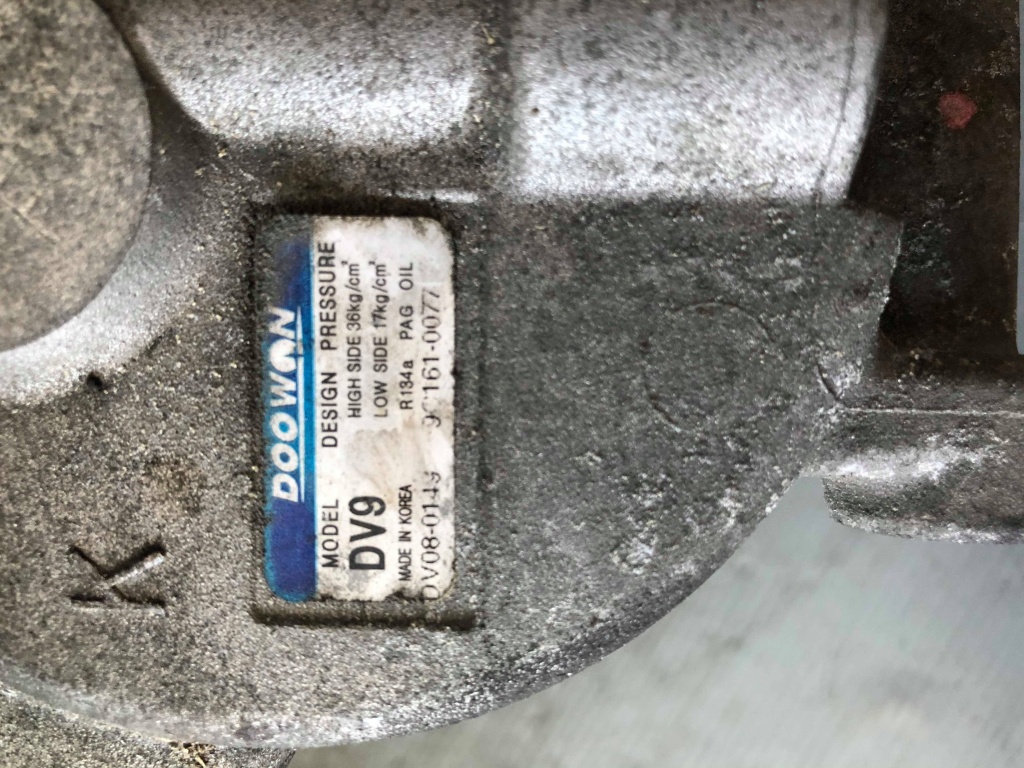 DOOWON
MODEL DESIGN PRESSURE
DV9 HIGH SIDE 36kg/cm²
LOW SIDE 17kg/cm²
MADE IN KOREA R134a PAG OIL
K